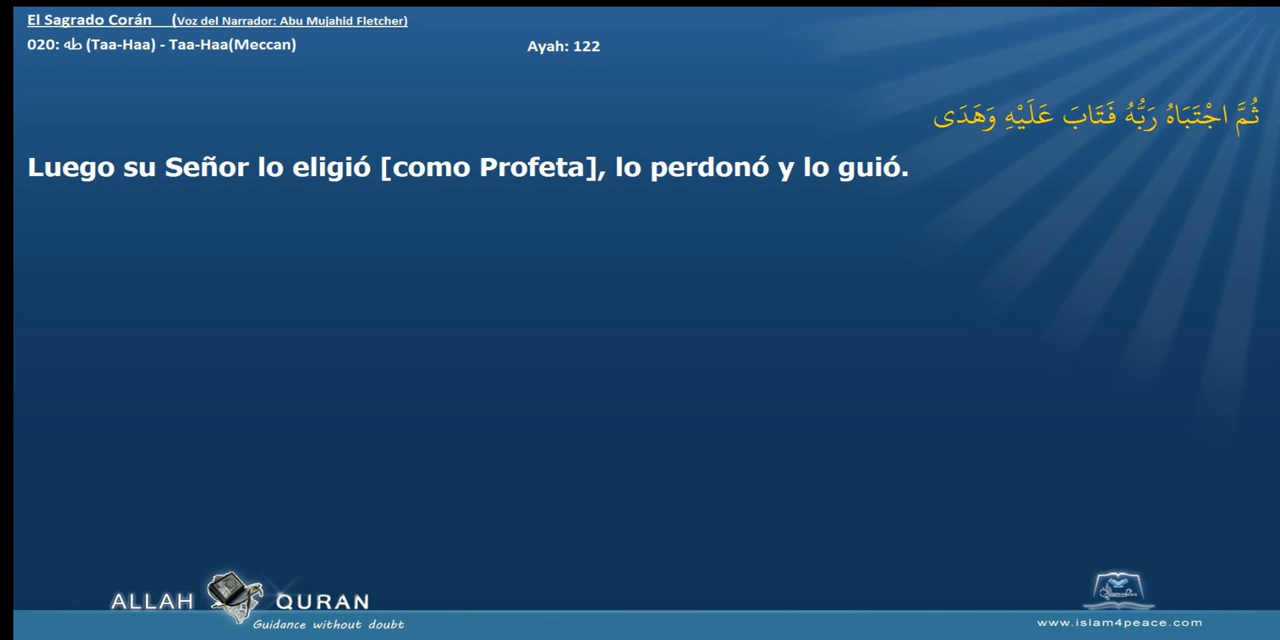 El Sagrado Corán (Voz del Narrador: Abu Mujahid Fletcher)
020: طه (Taa-Haa) - Taa-Haa(Meccan) Ayah: 122
ثُمَّ اجْتَبَاهُ رَبُّهُ فَتَابَ عَلَيْهِ وَهَدَى
Luego su Señor lo eligió [como Profeta], lo perdonó y lo guió.
ALLAH QURAN
Guidance without doubt
www.islam4peace.com